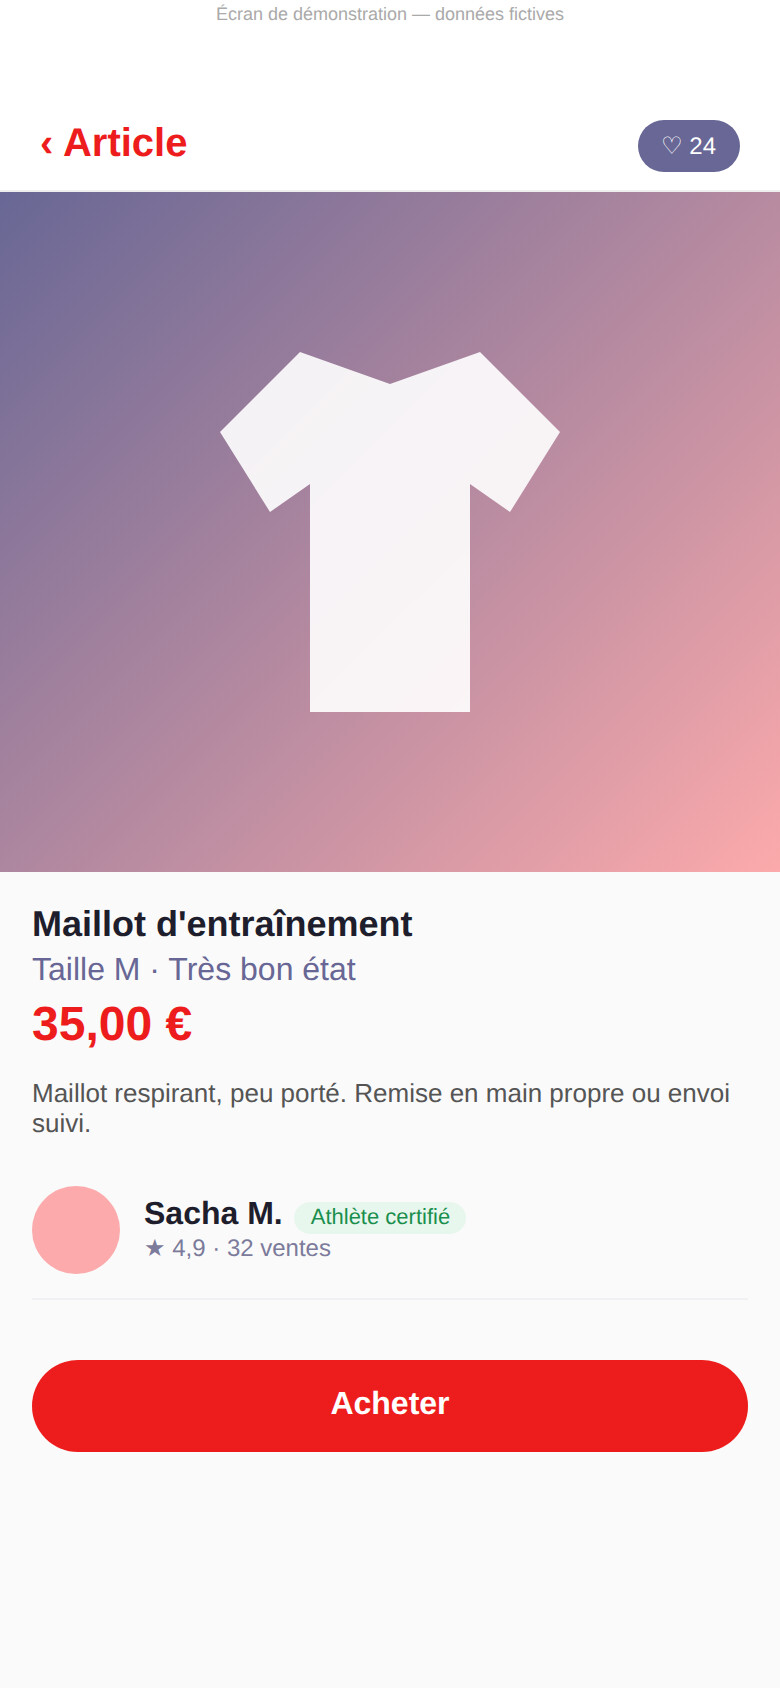 Écran de démonstration — données fictives
‹ Article
♡ 24
Maillot d'entraînement
Taille M · Très bon état
35,00 €
Maillot respirant, peu porté. Remise en main propre ou envoi
suivi.
Sacha M. Athlète certifié
★ 4,9 · 32 ventes
Acheter